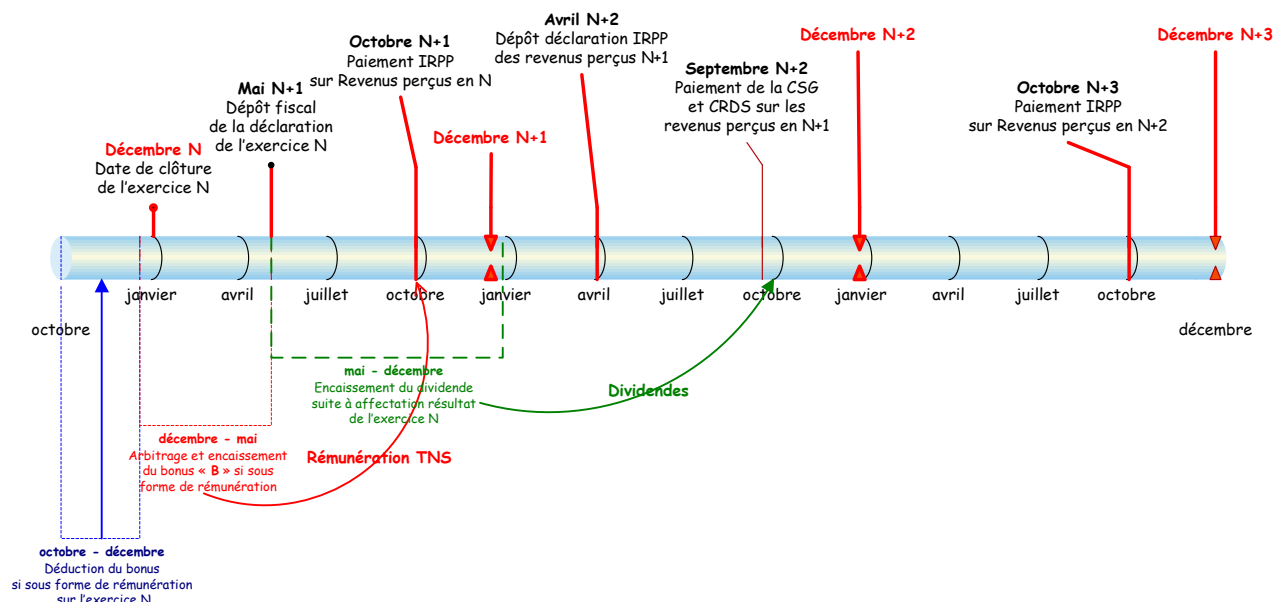 Avril N+2
Dépôt déclaration IRPP
des revenus perçus N+1
Décembre N+2
Décembre N+3
Octobre N+1
Paiement IRPP
sur Revenus perçus en N
Septembre N+2
Paiement de la CSG
et CRDS sur les
revenus perçus en N+1
Mai N+1
Dépôt fiscal
de la déclaration
de l'exercice N
Octobre N+3
Paiement IRPP
sur Revenus perçus en N+2
Décembre N+1
Décembre N
Date de clôture
de l'exercice N
janvier avril juillet octobre janvier avril juillet octobre janvier avril juillet octobre
octobre
décembre
mai - décembre
Encaissement du dividende
suite à affectation résultat
de l'exercice N
Dividendes
décembre - mai
Arbitrage et encaissement
du bonus « B » si sous
forme de rémunération
Rémunération TNS
octobre - décembre
Déduction du bonus
si sous forme de rémunération
sur l'exercice N